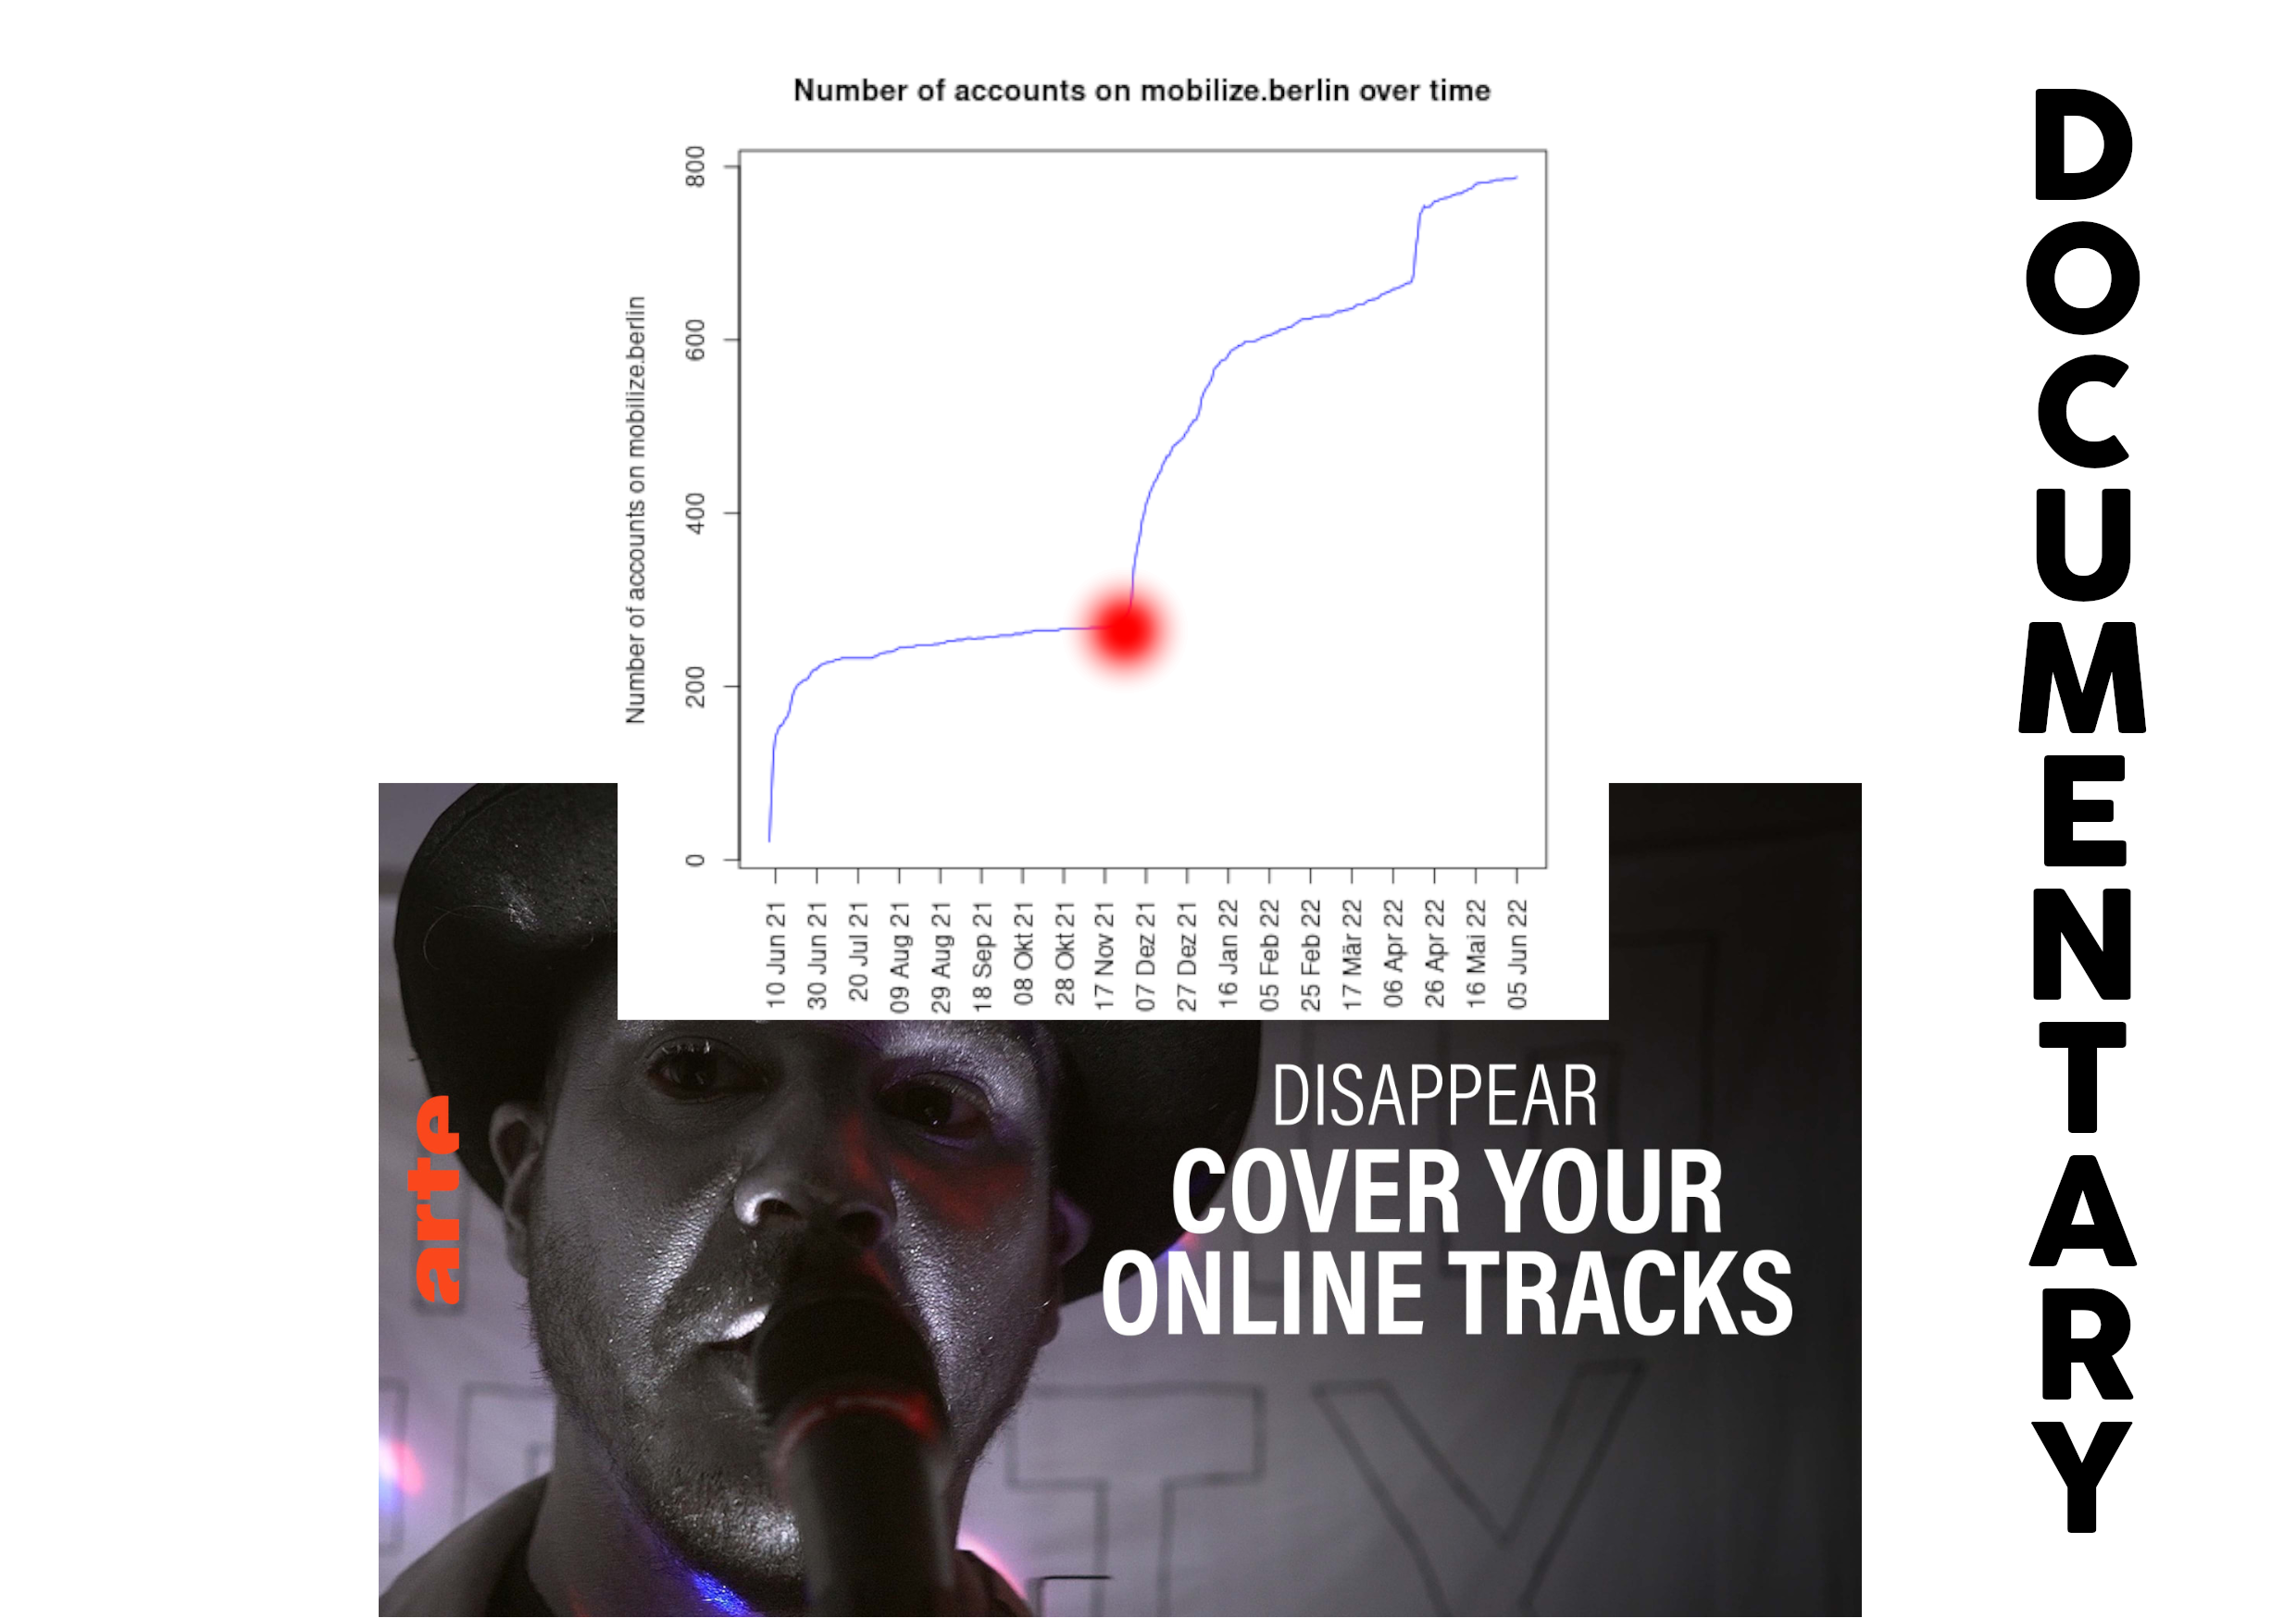 Number of accounts on mobilize.berlin over time
Number of accounts on mobilize.berlin
800
600
400
200
0
10 Jun 21
30 Jun 21
20 Jul 21
09 Aug 21
29 Aug 21
18 Sep 21
08 Okt 21
28 Okt 21
17 Nov 21
07 Dez 21
27 Dez 21
16 Jan 22
05 Feb 22
25 Feb 22
17 Mär 22
06 Apr 22
26 Apr 22
16 Mai 22
05 Jun 22
arte
DISAPPEAR
COVER YOUR
ONLINE TRACKS
DOCUMENTARY